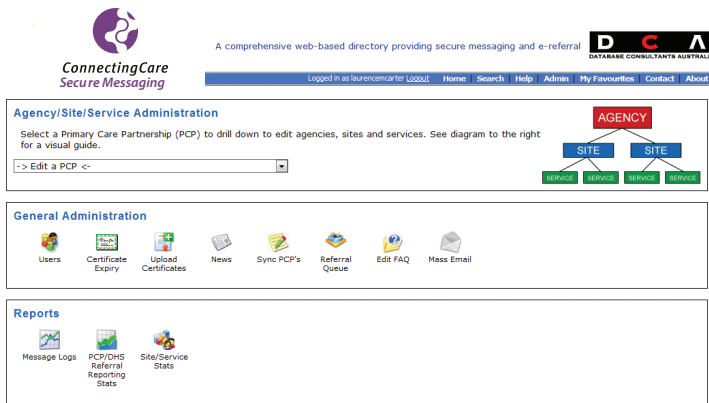 ConnectingCare
Secure Messaging
A comprehensive web-based directory providing secure messaging and e-referral
D C A
DATABASE CONSULTANTS AUSTRALI
Logged in as laurencemcarter Logout Home | Search | Help | Admin | My Favourites | Contact | About
Agency/Site/Service Administration
Select a Primary Care Partnership (PCP) to drill down to edit agencies, sites and services. See diagram to the right
for a visual guide.
-> Edit a PCP <-
AGENCY
SITE SITE
SERVICE SERVICE SERVICE SERVICE
General Administration
Users Certificate Upload News Sync PCP's Referral Edit FAQ Mass Email
Expiry Certificates Queue
Reports
Message Logs PCP/DHS Site/Service
Referral Stats
Reporting
Stats